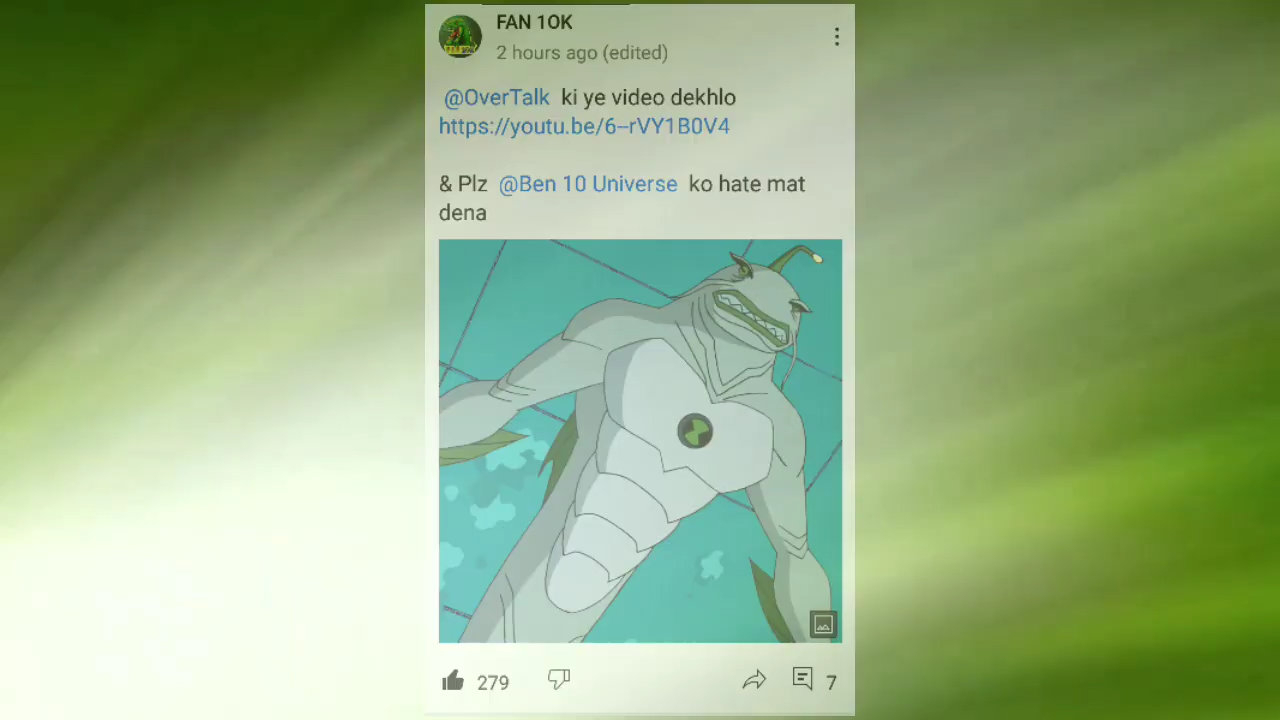 FAN 1OK
2 hours ago (edited)
@OverTalk ki ye video dekhlo
https://youtu.be/6--rVY1B0V4
& Plz @Ben 10 Universe ko hate mat
dena
279
7